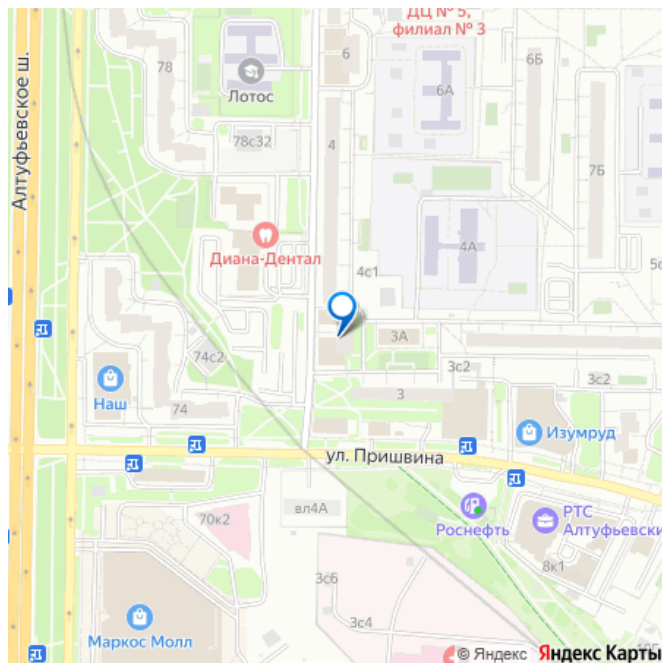 ДЦ № 5,
филиал № 3
6
6Б
78
6А
Лотос
Алтуфьевское ш.
4
78с32
7Б
4А
Диана-Дентал
4с1
5с
3А
74с2
3с2
3с2
Наш
74
3
Изумруд
ул. Пришвина
вл4А
70к2
Роснефть
РТС
Алтуфьевски
8к1
3с6
3с4
Маркос Молл
© Яндекс Яндекс Карты